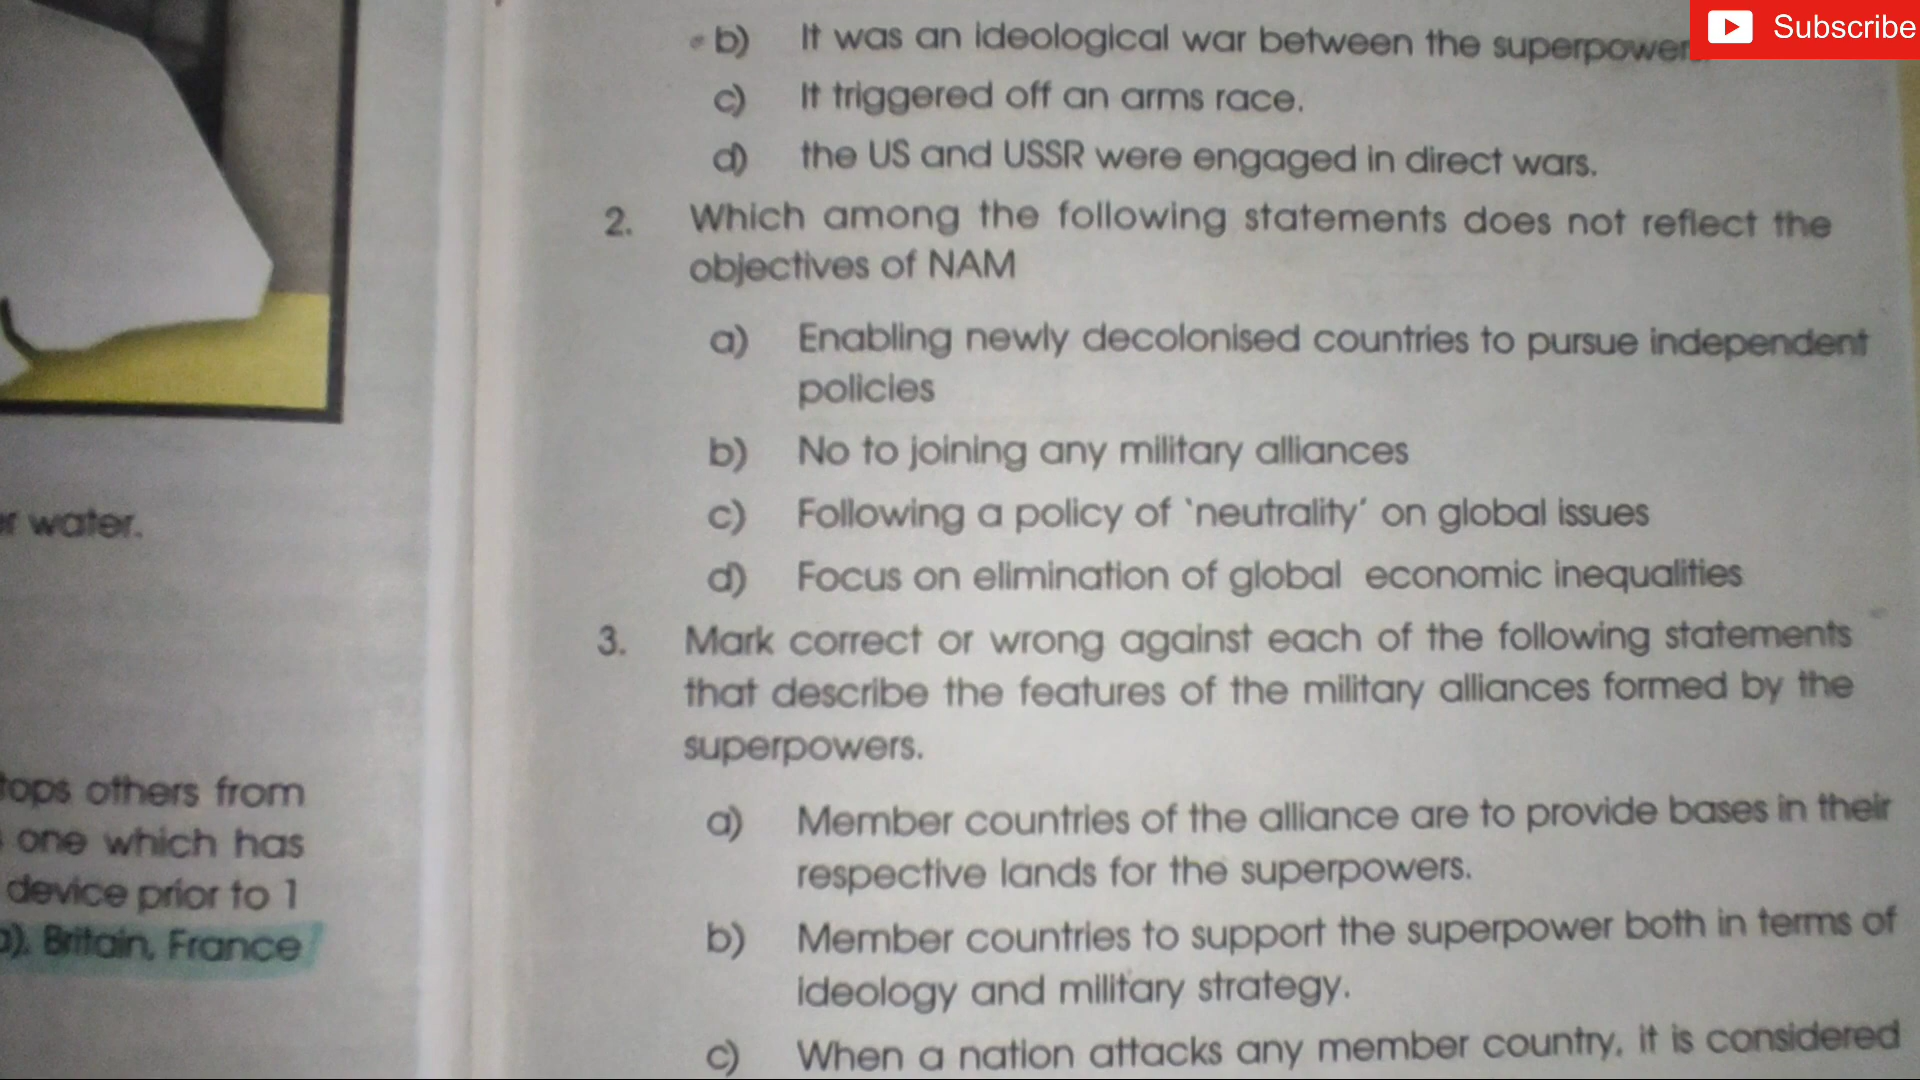 er water.
tops others from
one which has
device prior to 1
Britain, France
b) It was an ideological war between the
c) It triggered off an arms race.
d) the US and USSR were engaged in direct wars.
2. Which among the following statements does not reflect the
objectives of NAM
a) Enabling newly decolonised countries to pursue independent
policies
b) No to joining any military alliances
c) Following a policy of 'neutrality' on global issues
d) Focus on elimination of global economic inequalities
3. Mark correct or wrong against each of the following statements
that describe the features of the military alliances formed by the
superpowers.
a) Member countries of the alliance are to provide bases in their
respective lands for the superpowers.
b) Member countries to support the superpower both in terms of
ideology and military strategy.
c) When a nation attacks any member country, it is considered
Subscribe